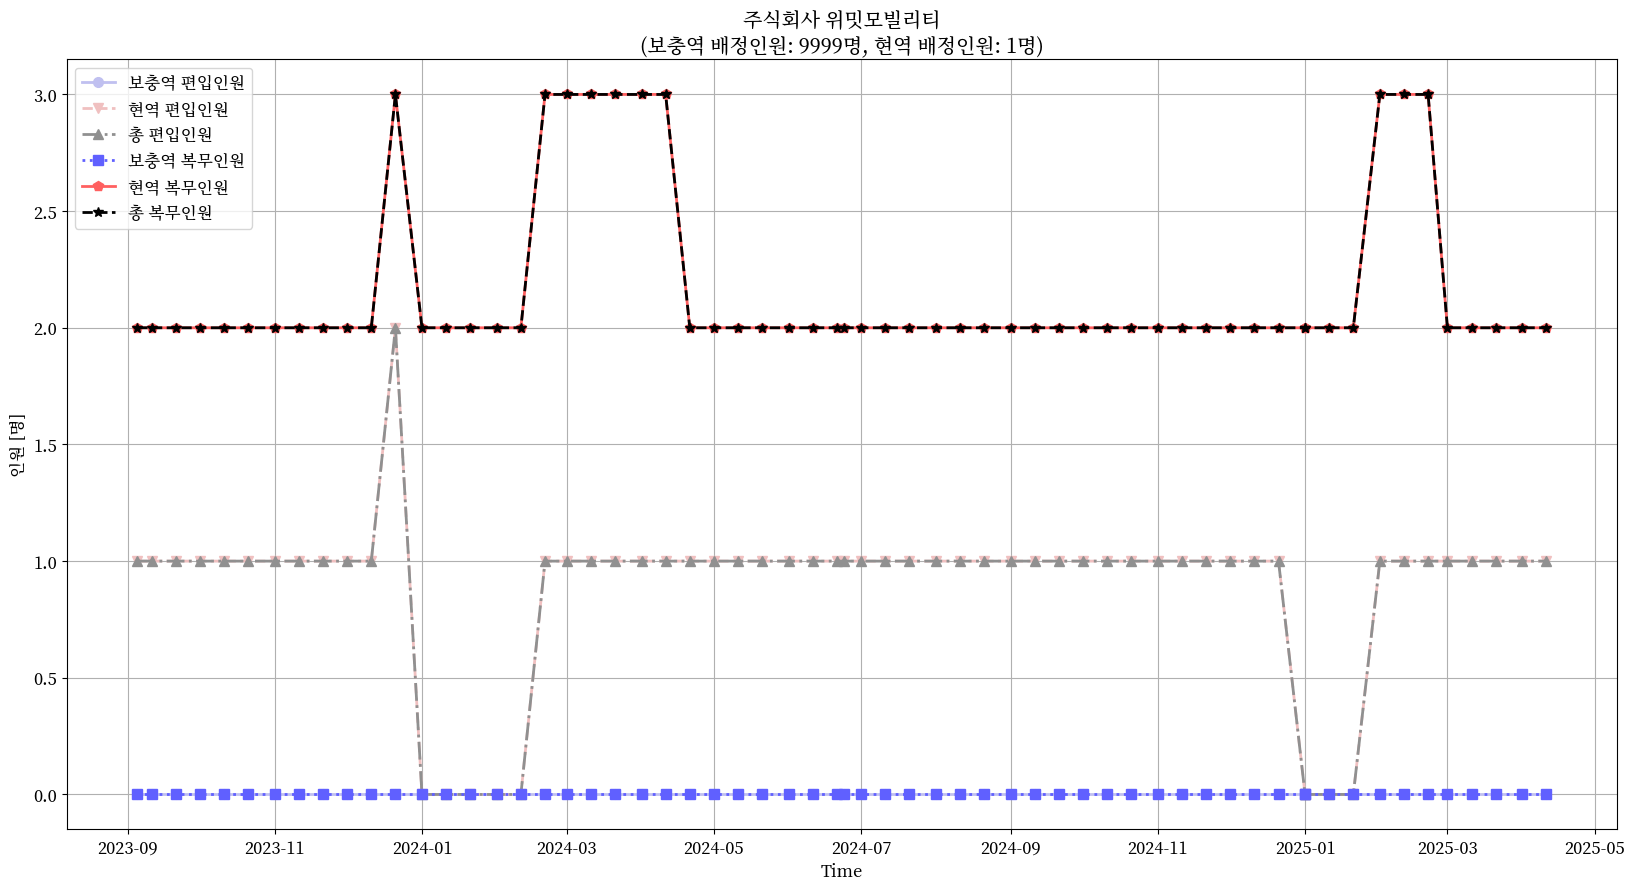 주식회사 위밋모빌리티
(보충역 배정인원: 9999명, 현역 배정인원: 1명)
보충역 편입인원
현역 편입인원
총 편입인원
보충역 복무인원
현역 복무인원
총 복무인원
3.0
2.5
2.0
1.5
1.0
0.5
0.0
인원 [명]
2023-09 2023-11 2024-01 2024-03 2024-05 2024-07 2024-09 2024-11 2025-01 2025-03 2025-05
Time